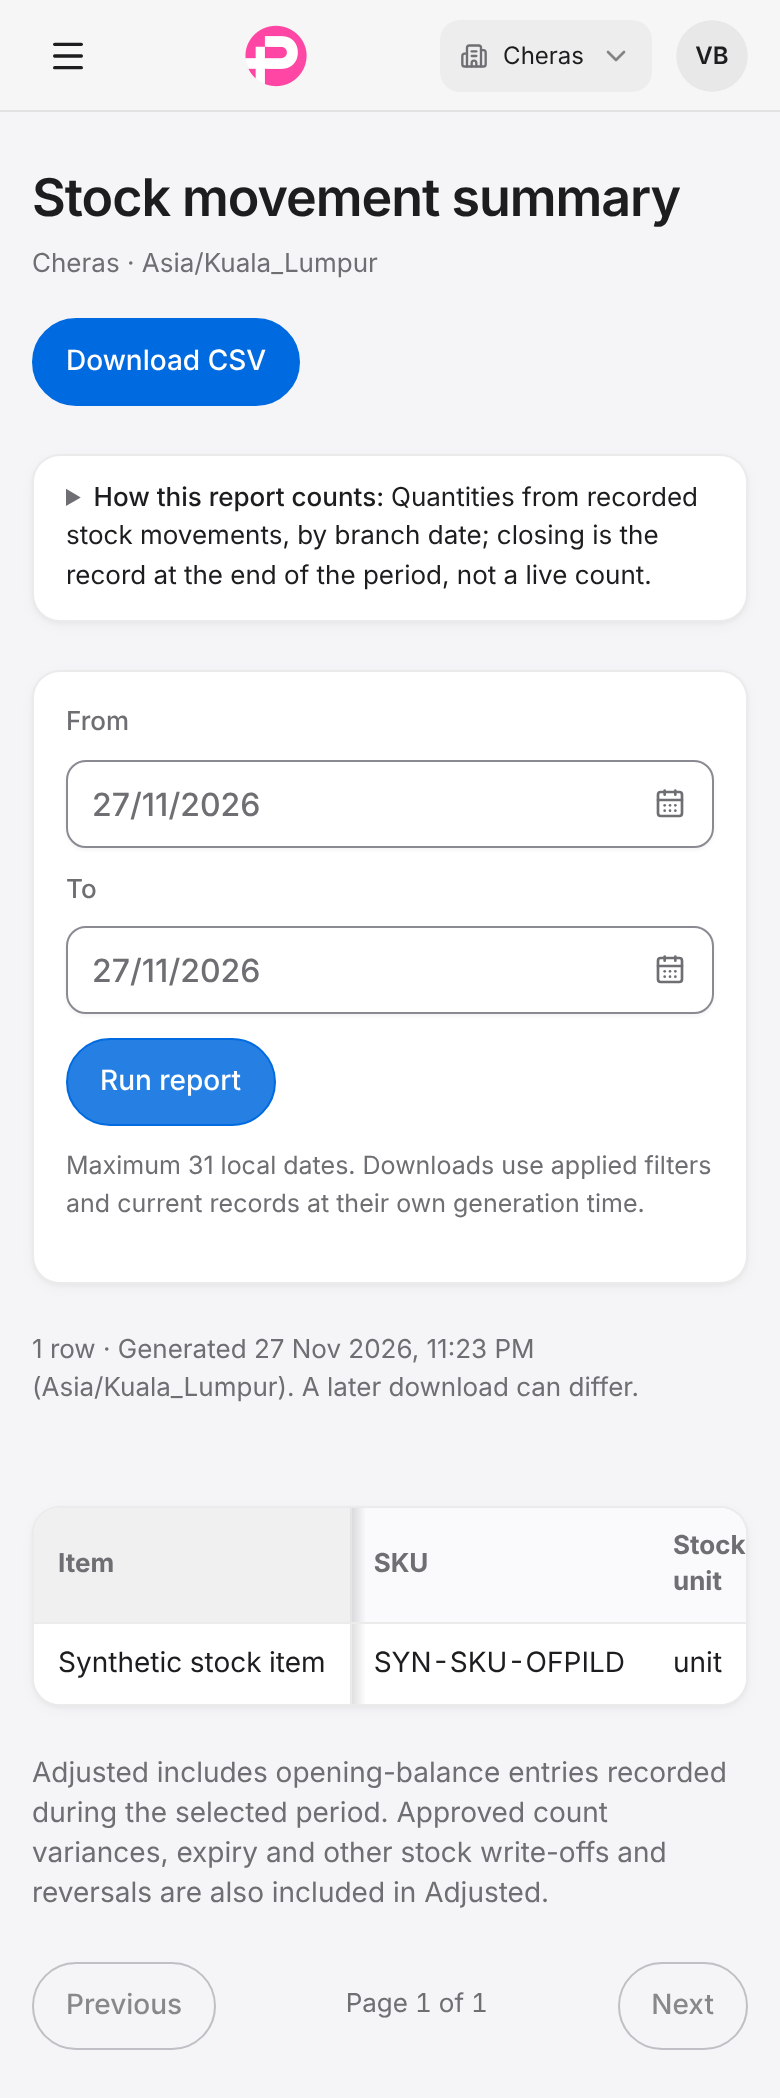 Cheras
VB
Stock movement summary
Cheras · Asia/Kuala_Lumpur
Download CSV
How this report counts: Quantities from recorded
stock movements, by branch date; closing is the
record at the end of the period, not a live count.
From
27/11/2026
To
27/11/2026
Run report
Maximum 31 local dates. Downloads use applied filters
and current records at their own generation time.
1 row · Generated 27 Nov 2026, 11:23 PM
(Asia/Kuala_Lumpur). A later download can differ.
Item SKU Stock unit
Synthetic stock item SYN-SKU-OFPILD unit
Adjusted includes opening-balance entries recorded
during the selected period. Approved count
variances, expiry and other stock write-offs and
reversals are also included in Adjusted.
Previous Page 1 of 1 Next